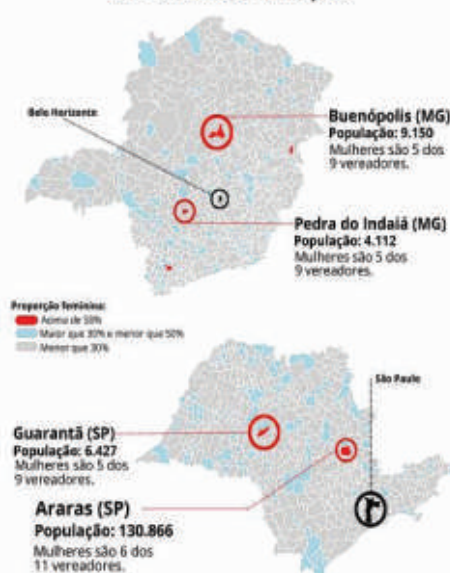 Belo Horizonte
Buenópolis (MG)
População: 9.150
Mulheres são 5 dos
9 vereadores.
Pedra do Indaiá (MG)
População: 4.112
Mulheres são 5 dos
9 vereadores.
Proporção feminina:
Acima de 50%
Maior que 30% e menor que 50%
Menor que 30%
São Paulo
Guarantã (SP)
População: 6.427
Mulheres são 5 dos
9 vereadores.
Araras (SP)
População: 130.866
Mulheres são 6 dos
11 vereadores.